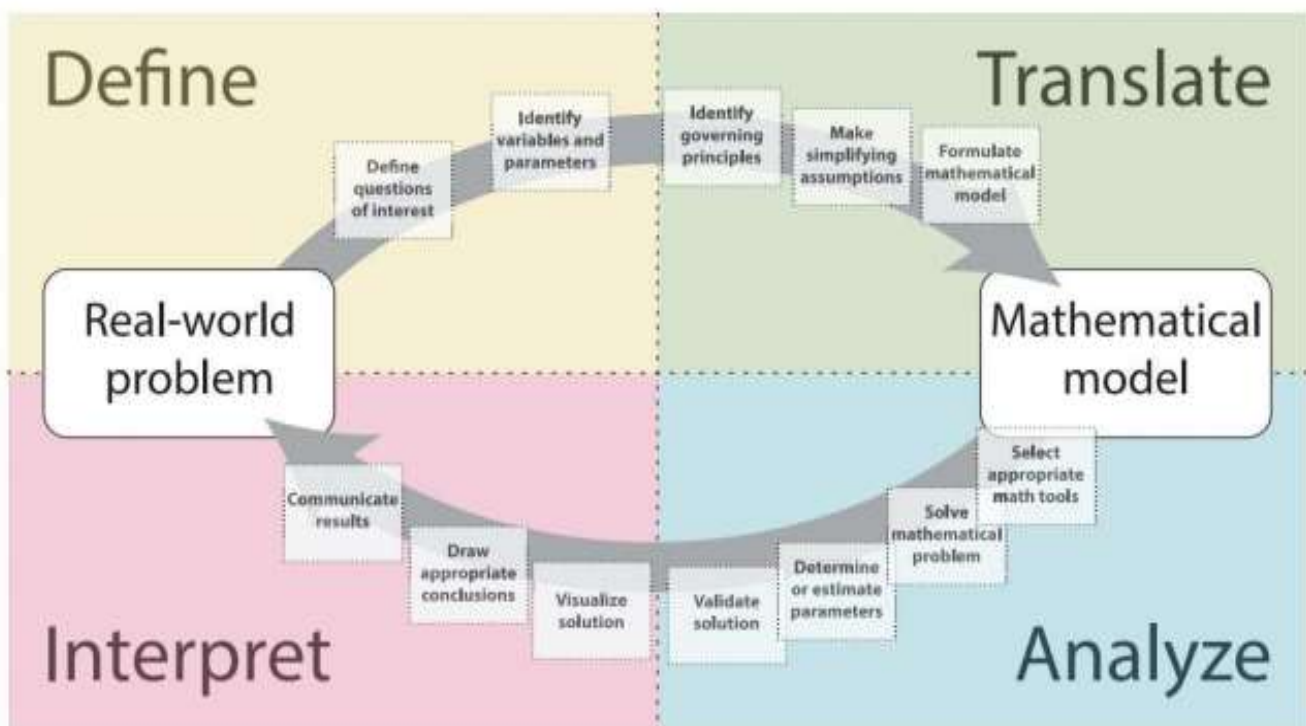 Define
Translate
Define
questions
of interest
Identify
variables and
parameters
Identify
governing
principles
Make
simplifying
assumptions
Formulate
mathematical
model
Real-world
problem
Mathematical
model
Select
appropriate
math tools
Solve
mathematical
problem
Determine
or estimate
parameters
Validate
solution
Visualize
solution
Draw
appropriate
conclusions
Communicate
results
Interpret
Analyze